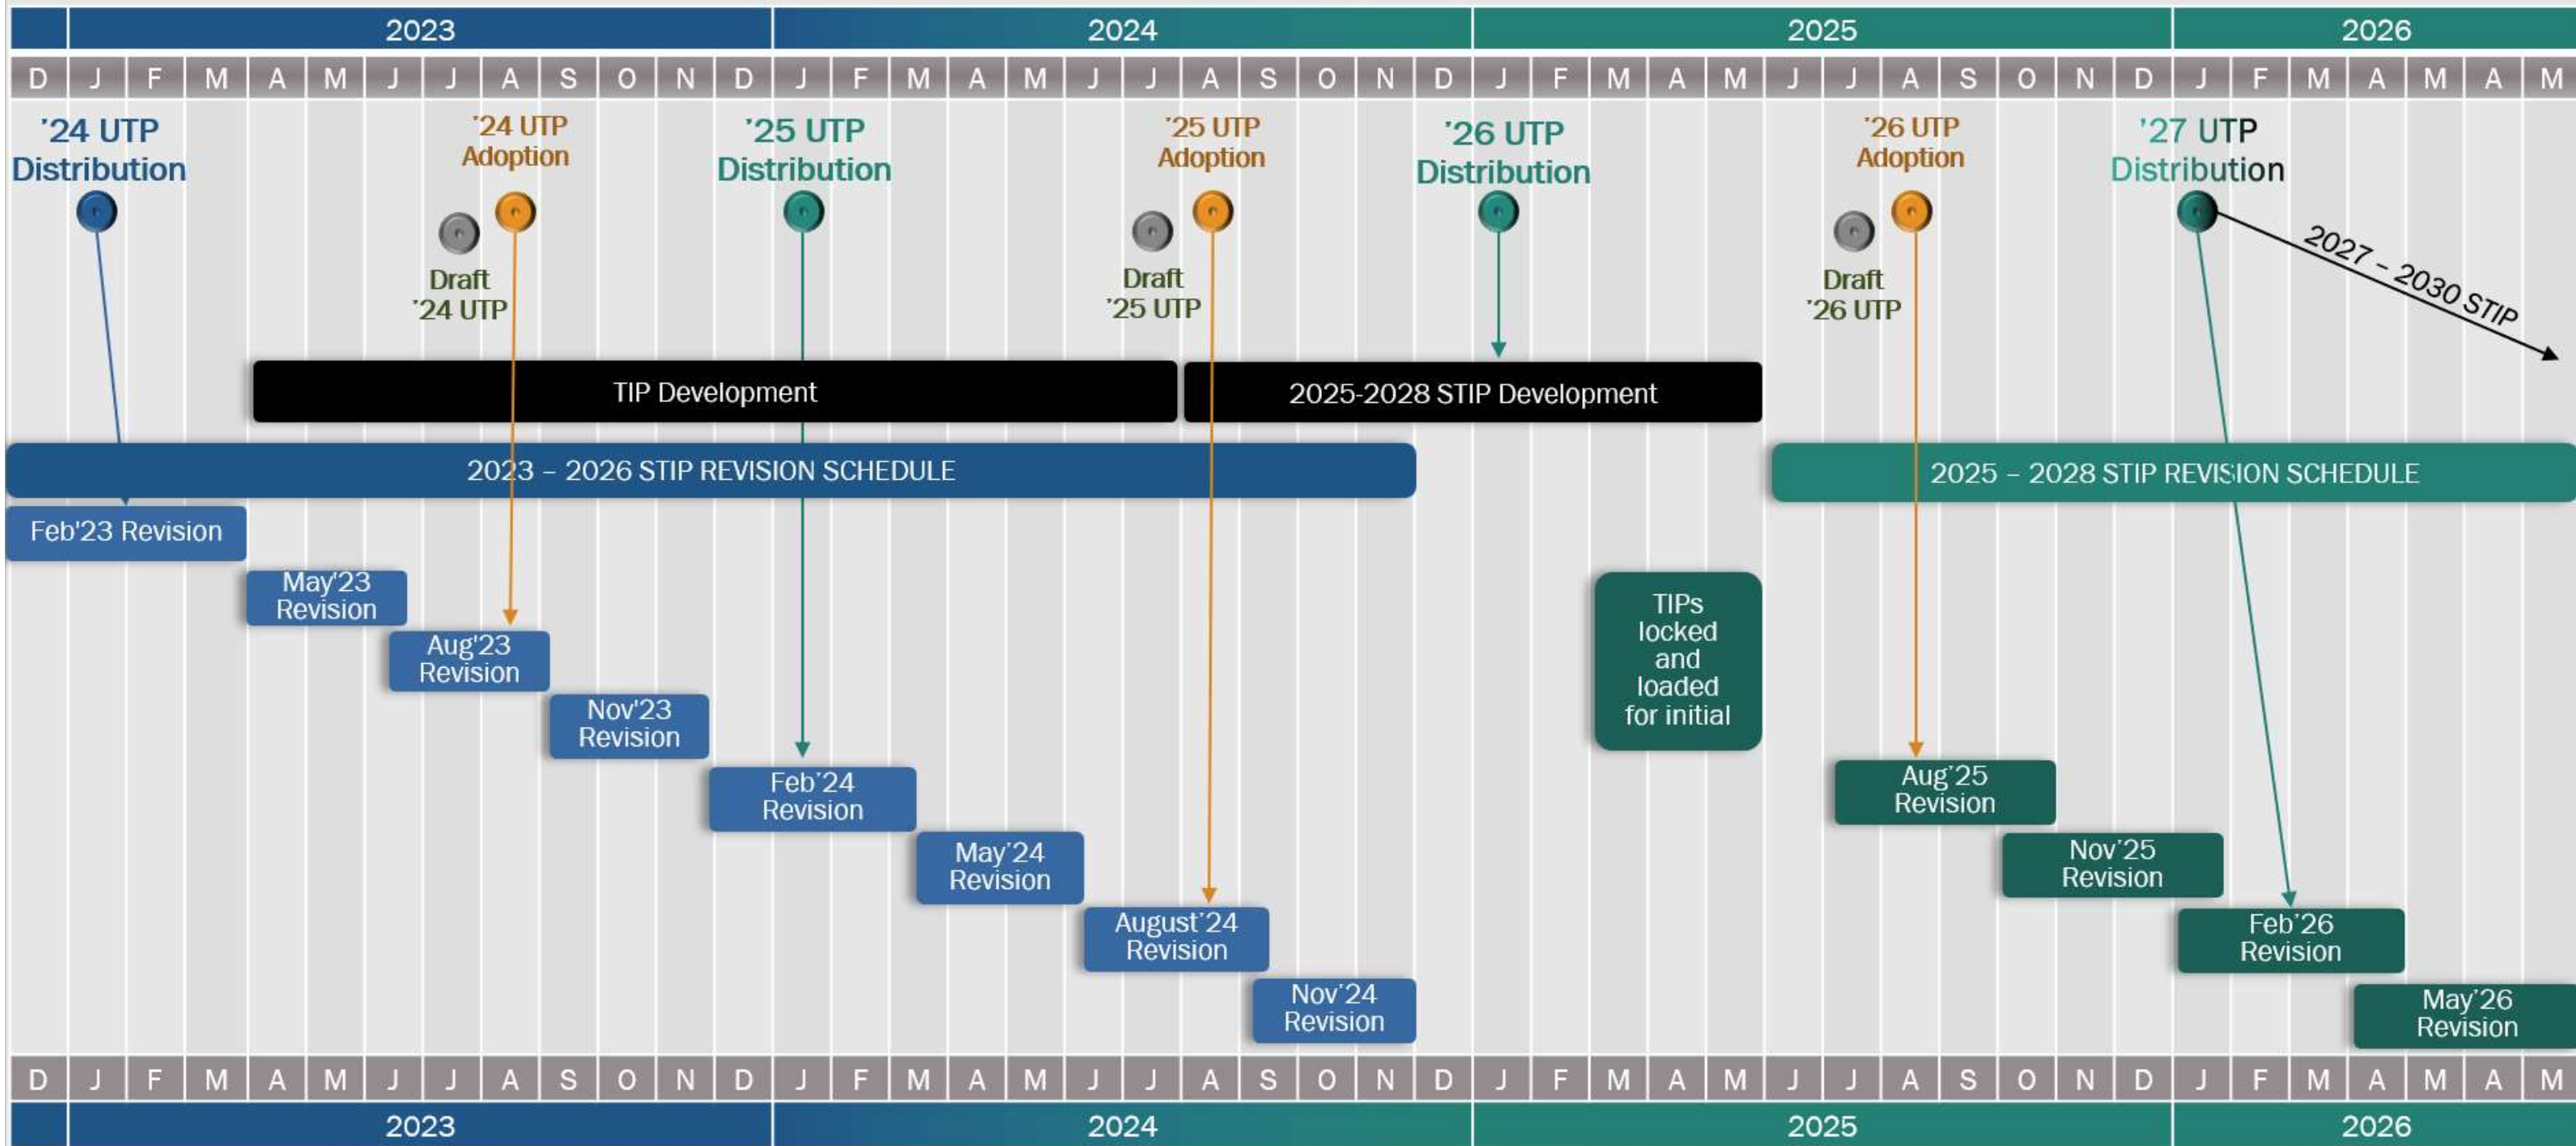 2023 2024 2025 2026
D J F M A M J J A S O N D J F M A M J J A S O N D J F M A M J J A S O N D J F M A M A M
'24 UTP
Distribution
'24 UTP
Adoption
Draft
'24 UTP
'25 UTP
Distribution
'25 UTP
Adoption
Draft
'25 UTP
'26 UTP
Distribution
'26 UTP
Adoption
Draft
'26 UTP
'27 UTP
Distribution
2027 – 2030 STIP
TIP Development
2025-2028 STIP Development
2023 – 2026 STIP REVISION SCHEDULE
2025 – 2028 STIP REVISION SCHEDULE
Feb'23 Revision
May'23
Revision
Aug'23
Revision
Nov'23
Revision
Feb'24
Revision
May'24
Revision
August'24
Revision
Nov'24
Revision
TIPs
locked
and
loaded
for initial
Aug'25
Revision
Nov'25
Revision
Feb'26
Revision
May'26
Revision
D J F M A M J J A S O N D J F M A M J J A S O N D J F M A M J J A S O N D J F M A M A M
2023 2024 2025 2026